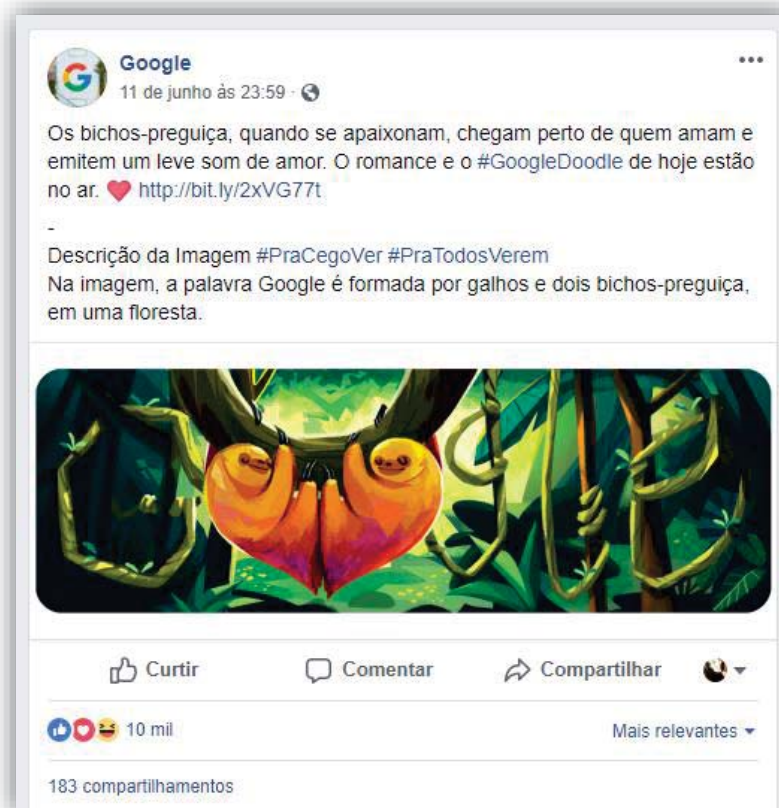 Google
11 de junho às 23:59 ·
Os bichos-preguiça, quando se apaixonam, chegam perto de quem amam e
emitem um leve som de amor. O romance e o #GoogleDoodle de hoje estão
no ar. ❤ http://bit.ly/2xVG77t
-
Descrição da Imagem #PraCegoVer #PraTodosVerem
Na imagem, a palavra Google é formada por galhos e dois bichos-preguiça,
em uma floresta.
Google
Curtir Comentar Compartilhar
10 mil Mais relevantes
183 compartilhamentos